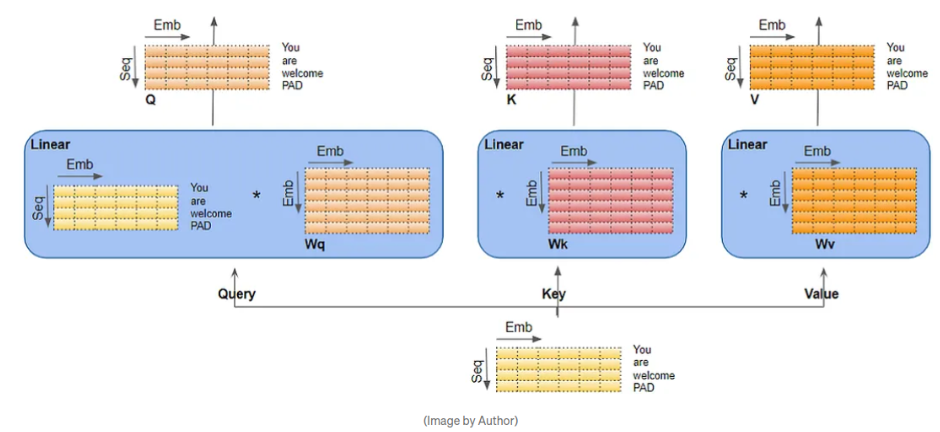 Emb
Seq
You
are
welcome
PAD
Q
Emb
Seq
You
are
welcome
PAD
K
Emb
Seq
You
are
welcome
PAD
V
Linear
Emb
Seq
You
are
welcome
PAD
*
Emb
Emb
Wq
Linear
*
Emb
Emb
Wk
Linear
*
Emb
Emb
Wv
Query
Key
Value
Emb
Seq
You
are
welcome
PAD
(Image by Author)